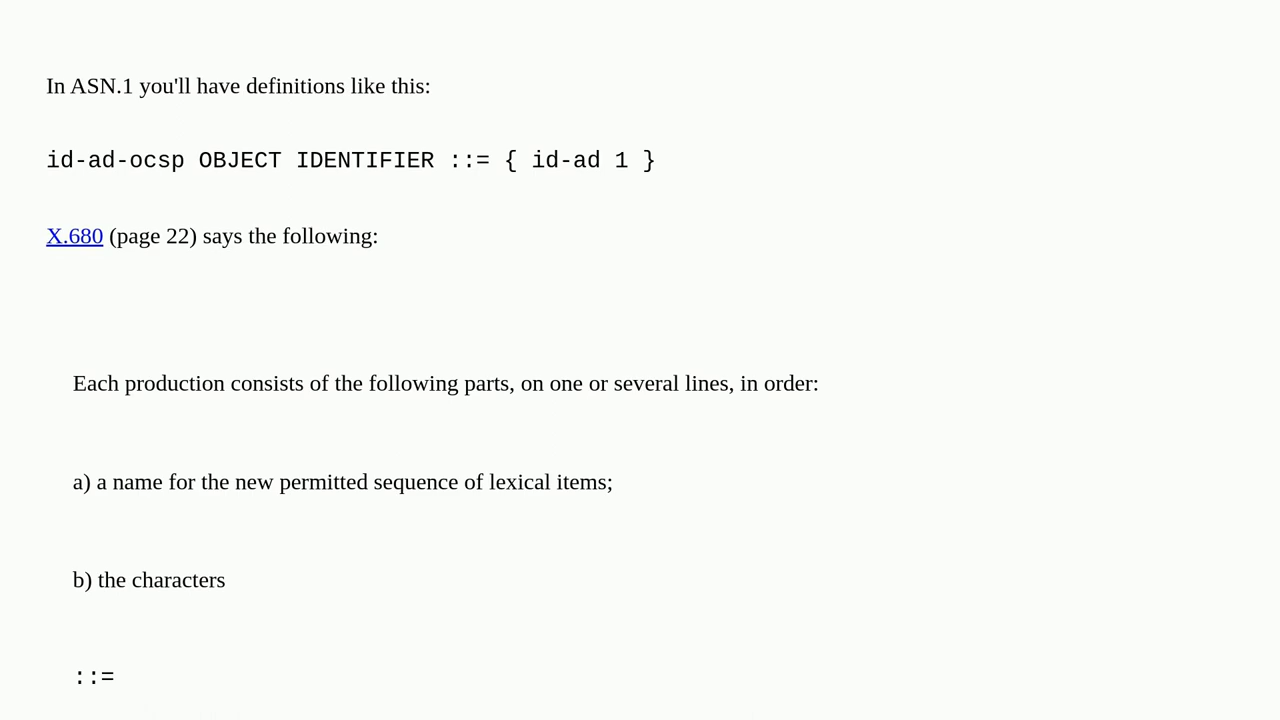 In ASN.1 you'll have definitions like this:
id-ad-ocsp OBJECT IDENTIFIER ::= { id-ad 1 }
X.680 (page 22) says the following:
Each production consists of the following parts, on one or several lines, in order:
a) a name for the new permitted sequence of lexical items;
b) the characters
::=